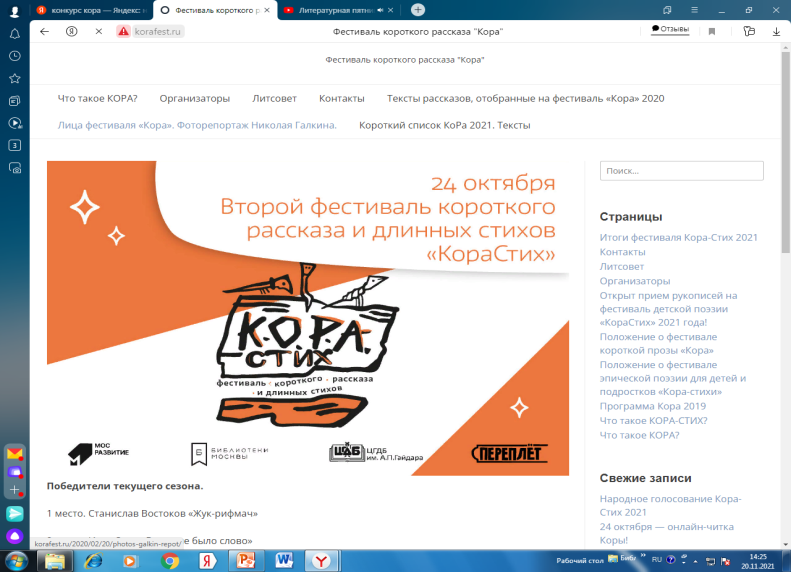 конкурс кора — Яндекс: н
Фестиваль короткого р
Литературная пятни
korafest.ru
Фестиваль короткого рассказа "Кора"
Отзывы
Фестиваль короткого рассказа "Кора"
Что такое КОРА?
Организаторы
Литсовет
Контакты
Тексты рассказов, отобранные на фестиваль «Кора» 2020
Лица фестиваля «Кора». Фоторепортаж Николая Галкина.
Короткий список КоРа 2021. Тексты
24 октября
Второй фестиваль короткого
рассказа и длинных стихов
«КораСтих»
К.О.Р.А.
СТИХ
фестиваль · короткого · рассказа
· и длинных стихов
МОС
РАЗВИТИЕ
Б
БИБЛИОТЕКИ
МОСКВЫ
ЦГДБ
им. А.П.Гайдара
ПЕРЕПЛЁТ
Победители текущего сезона.
1 место. Станислав Востоков «Жук-рифмач»
е было слово»
Поиск…
Страницы
Итоги фестиваля Кора-Стих 2021
Контакты
Литсовет
Организаторы
Открыт прием рукописей на
фестиваль детской поэзии
«КораСтих» 2021 года!
Положение о фестивале
короткой прозы «Кора»
Положение о фестивале
эпической поэзии для детей и
подростков «Кора-стихи»
Программа Кора 2019
Что такое КОРА-СТИХ?
Что такое КОРА?
Свежие записи
Народное голосование Кора-
Стих 2021
24 октября — онлайн-читка
Коры!
3
korafest.ru/2020/02/20/photos-galkin-repot/
Рабочий стол
Библ
RU
14:25
20.11.2021